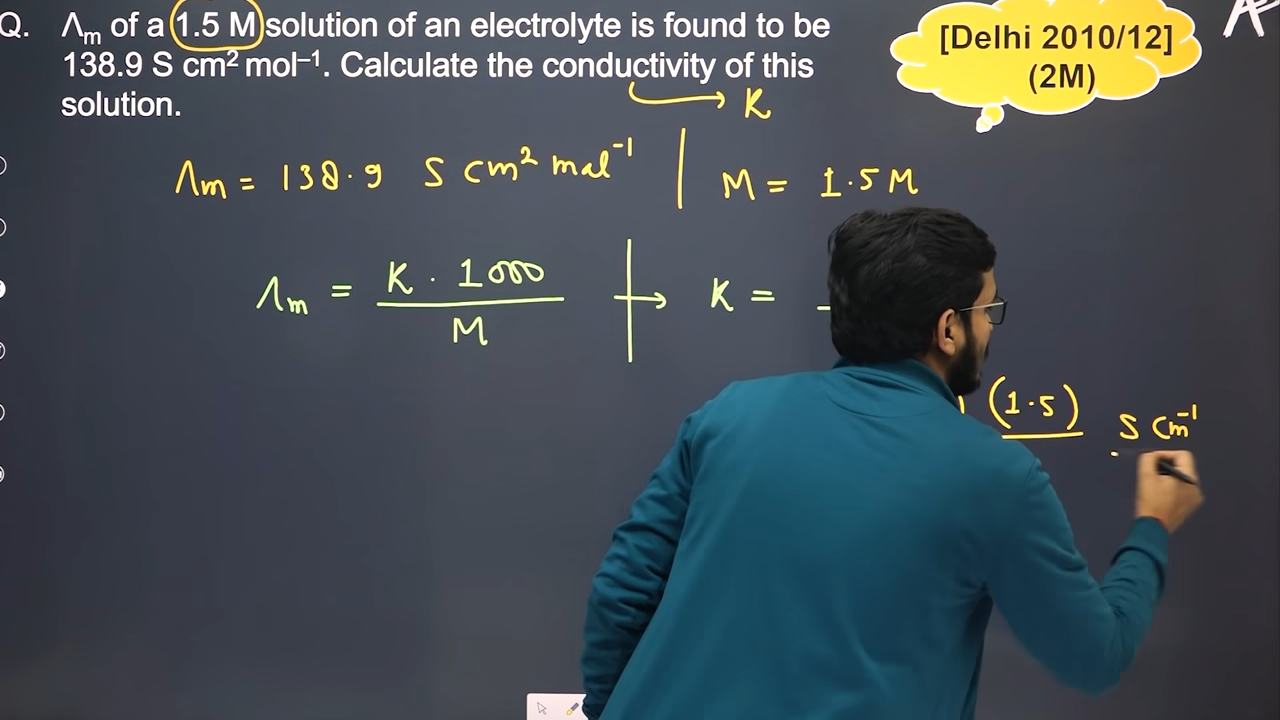 Q. Λm of a 1.5 M solution of an electrolyte is found to be
138.9 S cm² mol⁻¹. Calculate the conductivity of this
solution.
[Delhi 2010/12]
(2M)
K
Λm = 138.9 S cm² mal⁻¹ | M = 1.5 M
Λm = K . 1000 / M → K =
(1.5) S cm⁻¹